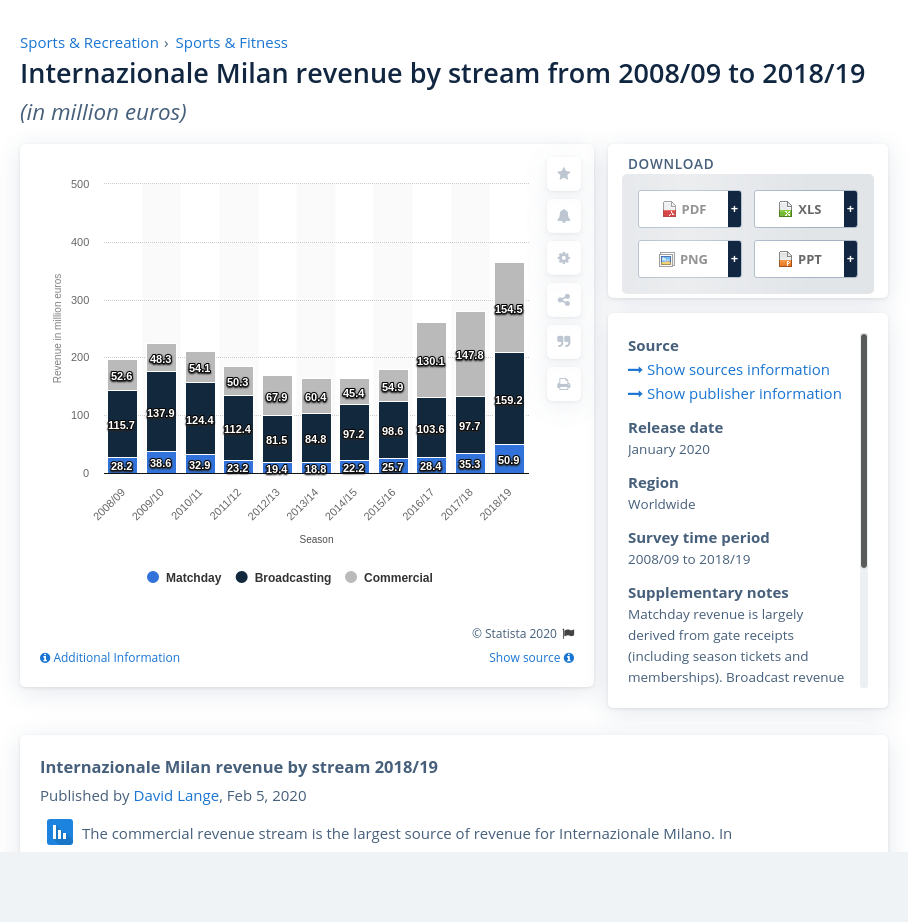 Sports & Recreation › Sports & Fitness
Internazionale Milan revenue by stream from 2008/09 to 2018/19
(in million euros)
500
400
300
200
100
0
Revenue in million euros
52.6 48.3 54.1 50.3 67.9 60.4 45.4 54.9 130.1 147.8 154.5
115.7 137.9 124.4 112.4 81.5 84.8 97.2 98.6 103.6 97.7 159.2
28.2 38.6 32.9 23.2 19.4 18.8 22.2 25.7 28.4 35.3 50.9
2008/09 2009/10 2010/11 2011/12 2012/13 2013/14 2014/15 2015/16 2016/17 2017/18 2018/19
Season
Matchday Broadcasting Commercial
© Statista 2020
Additional Information
Show source
DOWNLOAD
PDF + XLS +
PNG + PPT +
Source
Show sources information
Show publisher information
Release date
January 2020
Region
Worldwide
Survey time period
2008/09 to 2018/19
Supplementary notes
Matchday revenue is largely
derived from gate receipts
(including season tickets and
memberships). Broadcast revenue
Internazionale Milan revenue by stream 2018/19
Published by David Lange, Feb 5, 2020
The commercial revenue stream is the largest source of revenue for Internazionale Milano. In